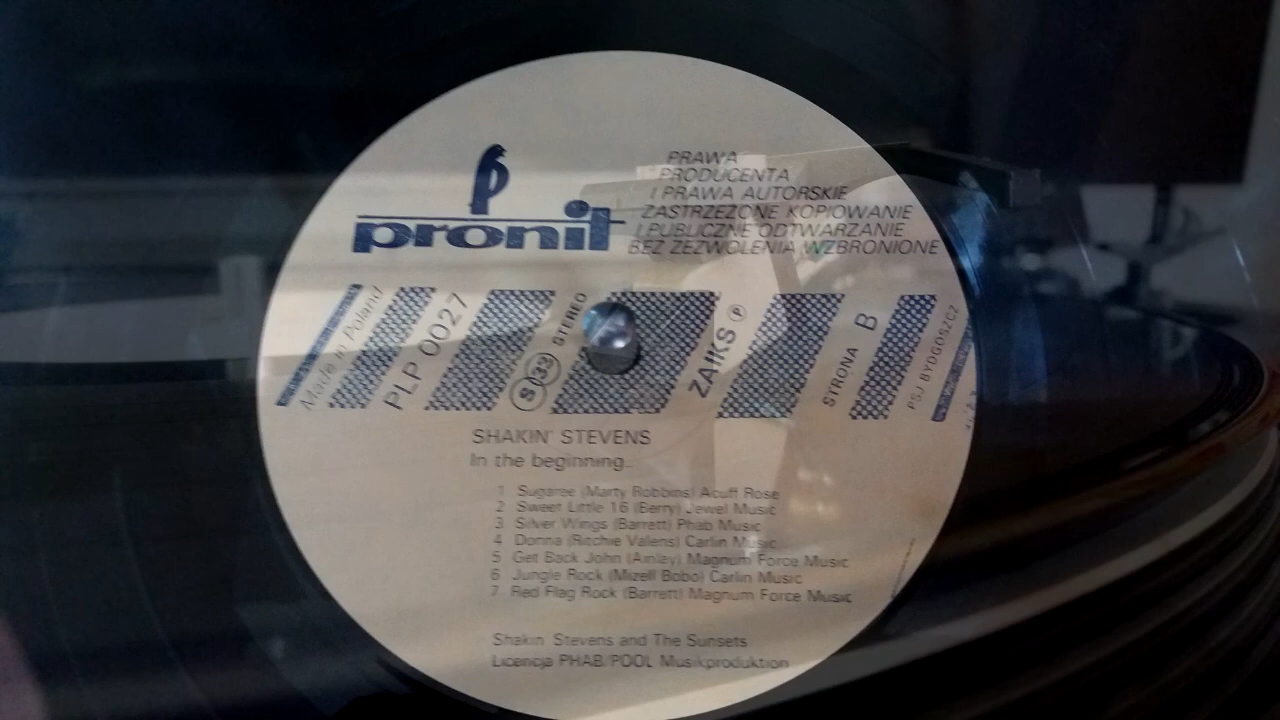 pronit
PRAWA
PRODUCENTA
I PRAWA AUTORSKIE
ZASTRZEŻONE KOPIOWANIE
I PUBLICZNE ODTWARZANIE
BEZ ZEZWOLENIA WZBRONIONE
Made in Poland
PLP 0027
S 33 STEREO
ZAIKS P
STRONA B
PSJ BYDGOSZCZ
SHAKIN' STEVENS
In the beginning..
1 Sugaree (Marty Robbins) Acuff Rose
2 Sweet Little 16 (Berry) Jewel Music
3 Silver Wings (Barrett) Phab Music
4 Donna (Ritchie Valens) Carlin Music
5 Get Back John (Ainlay) Magnum Force Music
6 Jungle Rock (Mizell Bobo) Carlin Music
7 Red Flag Rock (Barrett) Magnum Force Music
Shakin' Stevens and The Sunsets
Licencja PHAB/POOL Musikproduktion